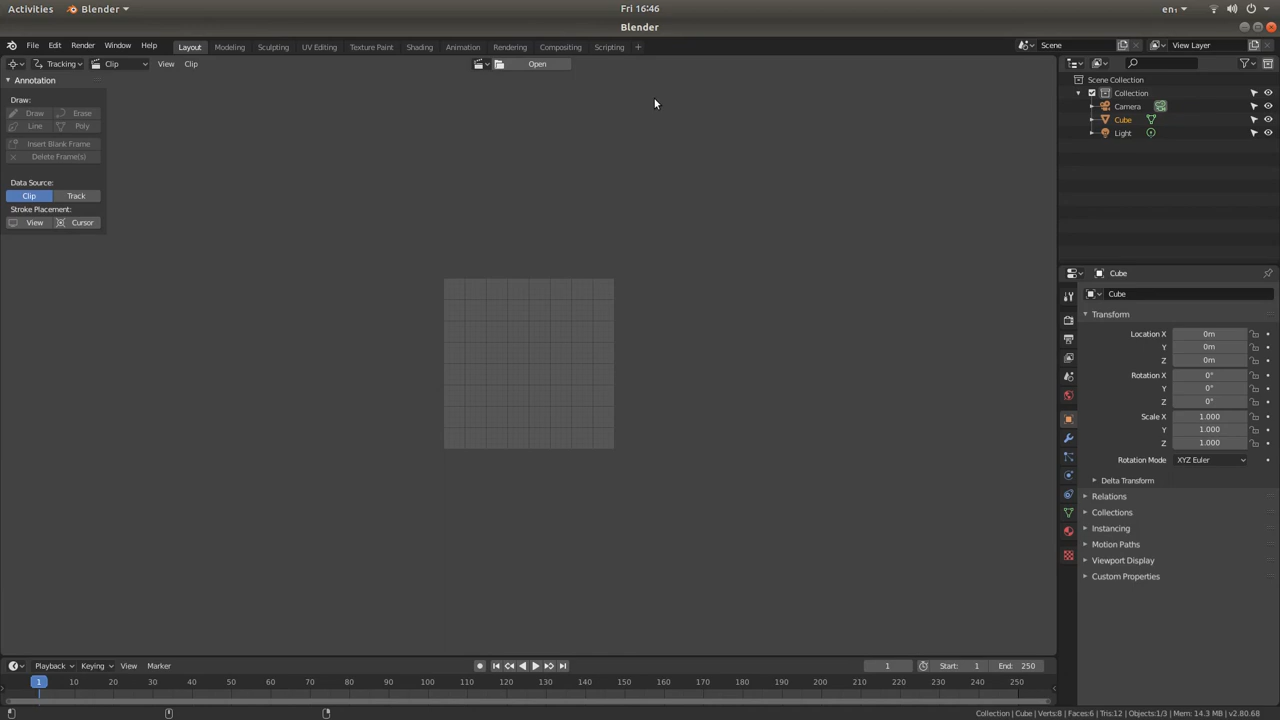 Activities Blender Fri 16:46 en₁
Blender
File Edit Render Window Help Layout Modeling Sculpting UV Editing Texture Paint Shading Animation Rendering Compositing Scripting + Scene View Layer
Tracking Clip View Clip Open
Annotation
Draw:
Draw Erase
Line Poly
Insert Blank Frame
Delete Frame(s)
Data Source:
Clip Track
Stroke Placement:
View Cursor
Scene Collection
Collection
Camera
Cube
Light
Cube
Cube
Transform
Location X 0m
Y 0m
Z 0m
Rotation X 0°
Y 0°
Z 0°
Scale X 1.000
Y 1.000
Z 1.000
Rotation Mode XYZ Euler
Delta Transform
Relations
Collections
Instancing
Motion Paths
Viewport Display
Custom Properties
Playback Keying View Marker 1 Start: 1 End: 250
1 10 20 30 40 50 60 70 80 90 100 110 120 130 140 150 160 170 180 190 200 210 220 230 240 250
Collection | Cube | Verts:8 | Faces:6 | Tris:12 | Objects:1/3 | Mem: 14.3 MB | v2.80.68